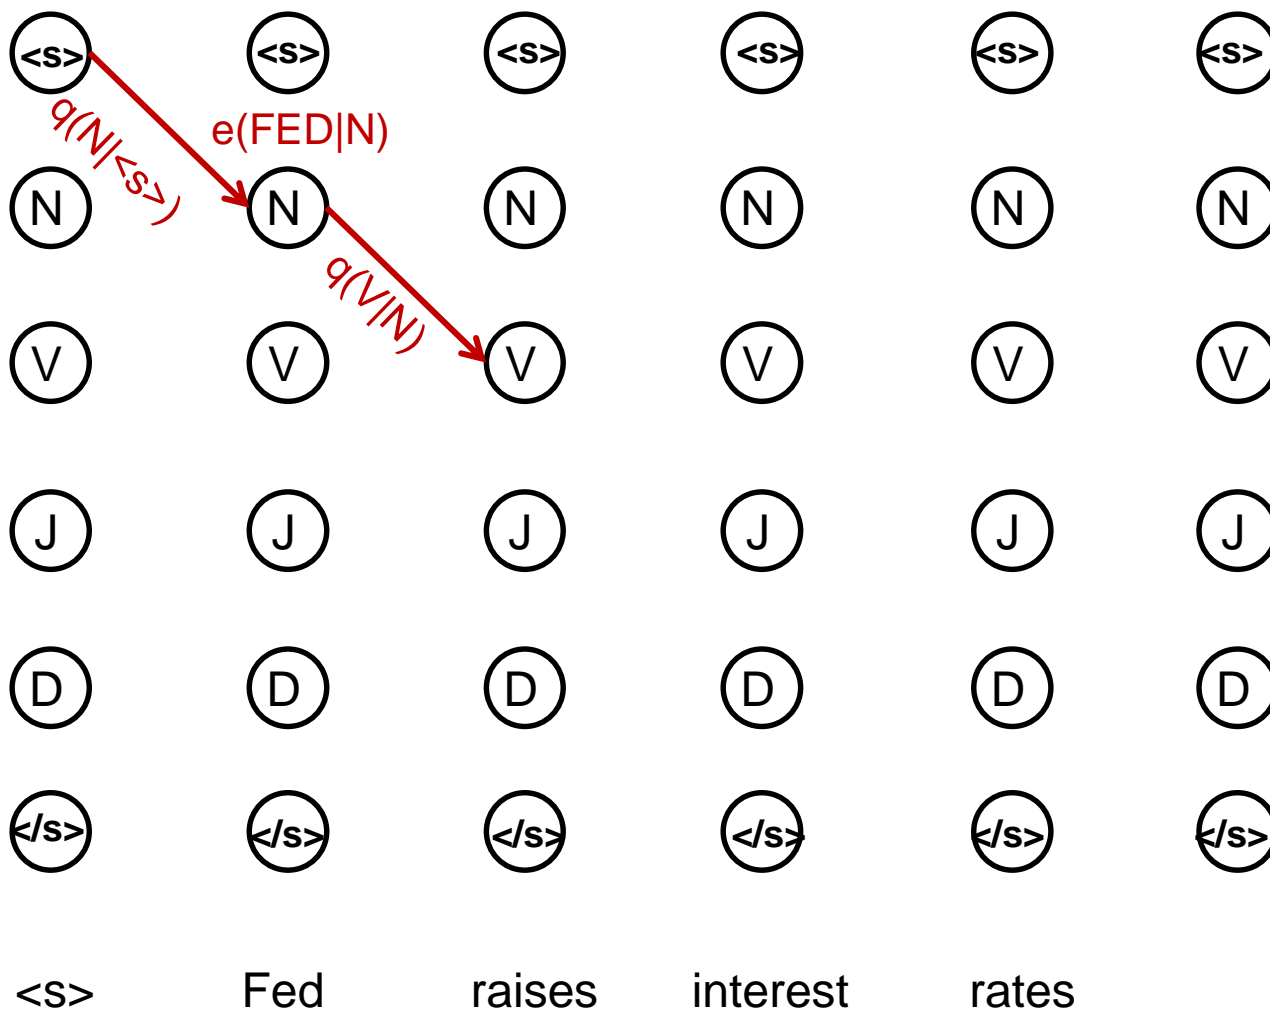 <s> <s> <s> <s> <s> <s>
q(N|<s>) e(FED|N)
N N N N N N
q(V|N)
V V V V V V
J J J J J J
D D D D D D
</s> </s> </s> </s> </s> </s>
<s> Fed raises interest rates